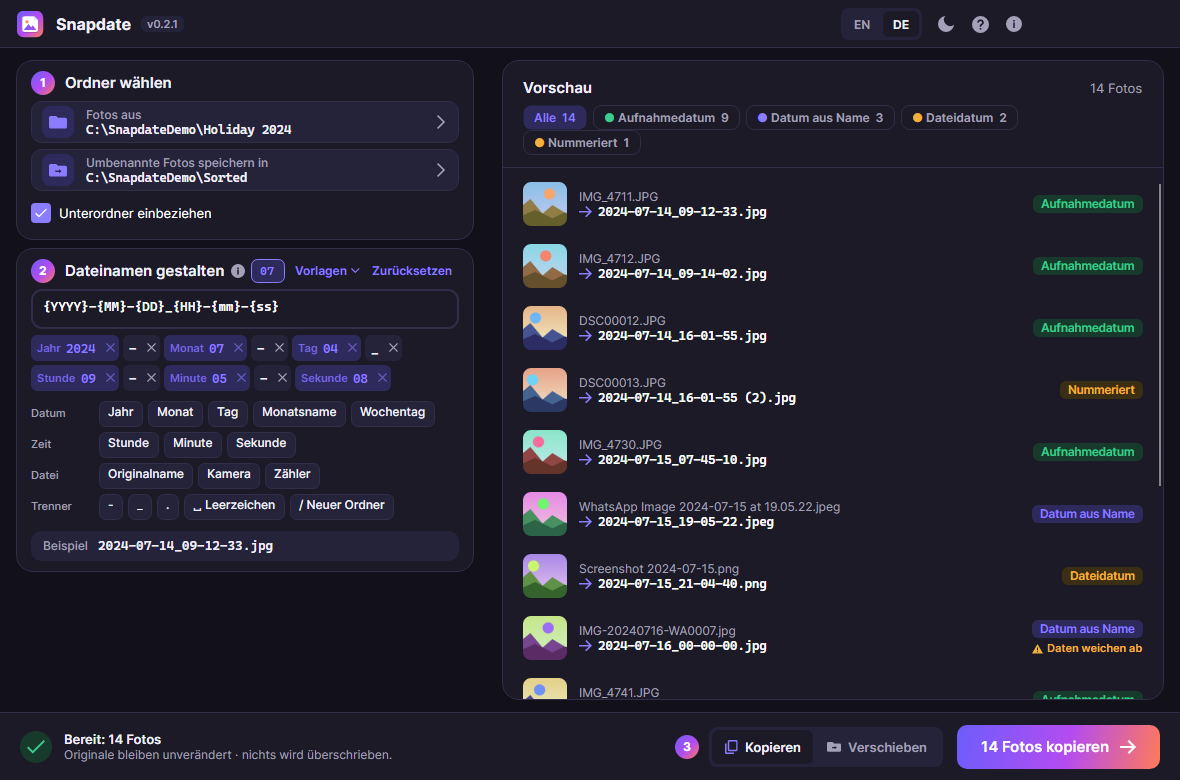 Snapdate v0.2.1 EN DE ? i
1 Ordner wählen
Fotos aus
C:\SnapdateDemo\Holiday 2024
Umbenannte Fotos speichern in
C:\SnapdateDemo\Sorted
Unterordner einbeziehen
2 Dateinamen gestalten i 07 Vorlagen Zurücksetzen
{YYYY}-{MM}-{DD}_{HH}-{mm}-{ss}
Jahr 2024 × - × Monat 07 × - × Tag 04 × _ ×
Stunde 09 × - × Minute 05 × - × Sekunde 08 ×
Datum Jahr Monat Tag Monatsname Wochentag
Zeit Stunde Minute Sekunde
Datei Originalname Kamera Zähler
Trenner - _ . ␣ Leerzeichen / Neuer Ordner
Beispiel 2024-07-14_09-12-33.jpg
Vorschau 14 Fotos
Alle 14 Aufnahmedatum 9 Datum aus Name 3 Dateidatum 2
Nummeriert 1
IMG_4711.JPG
→ 2024-07-14_09-12-33.jpg Aufnahmedatum
IMG_4712.JPG
→ 2024-07-14_09-14-02.jpg Aufnahmedatum
DSC00012.JPG
→ 2024-07-14_16-01-55.jpg Aufnahmedatum
DSC00013.JPG
→ 2024-07-14_16-01-55 (2).jpg Nummeriert
IMG_4730.JPG
→ 2024-07-15_07-45-10.jpg Aufnahmedatum
WhatsApp Image 2024-07-15 at 19.05.22.jpeg
→ 2024-07-15_19-05-22.jpeg Datum aus Name
Screenshot 2024-07-15.png
→ 2024-07-15_21-04-40.png Dateidatum
IMG-20240716-WA0007.jpg Datum aus Name
→ 2024-07-16_00-00-00.jpg Daten weichen ab
IMG_4741.JPG Aufnahmedatum
Bereit: 14 Fotos
Originale bleiben unverändert · nichts wird überschrieben.
3 Kopieren Verschieben 14 Fotos kopieren →